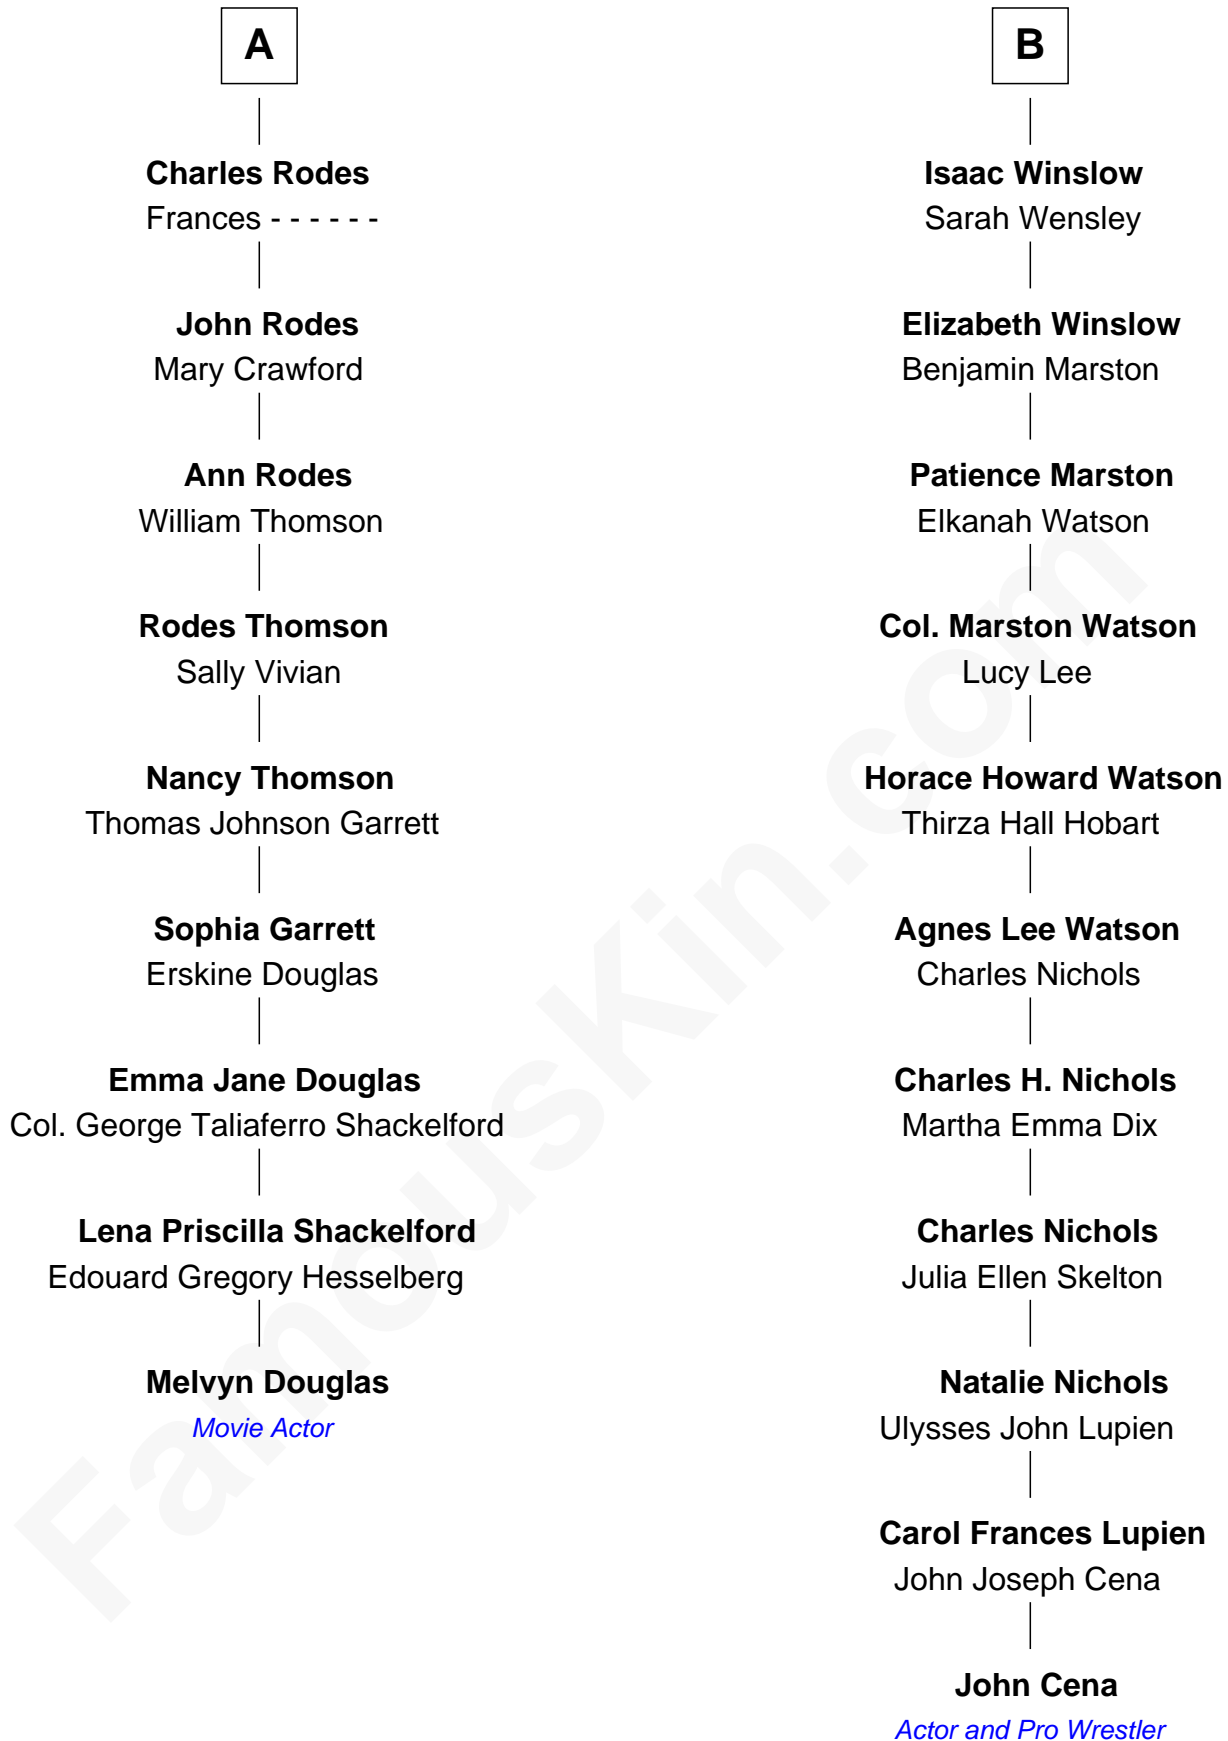 A
Charles Rodes
Frances - - - - - -
John Rodes
Mary Crawford
Ann Rodes
William Thomson
Rodes Thomson
Sally Vivian
Nancy Thomson
Thomas Johnson Garrett
Sophia Garrett
Erskine Douglas
Emma Jane Douglas
Col. George Taliaferro Shackelford
Lena Priscilla Shackelford
Edouard Gregory Hesselberg
Melvyn Douglas
Movie Actor
B
Isaac Winslow
Sarah Wensley
Elizabeth Winslow
Benjamin Marston
Patience Marston
Elkanah Watson
Col. Marston Watson
Lucy Lee
Horace Howard Watson
Thirza Hall Hobart
Agnes Lee Watson
Charles Nichols
Charles H. Nichols
Martha Emma Dix
Charles Nichols
Julia Ellen Skelton
Natalie Nichols
Ulysses John Lupien
Carol Frances Lupien
John Joseph Cena
John Cena
Actor and Pro Wrestler
FamousKin.com